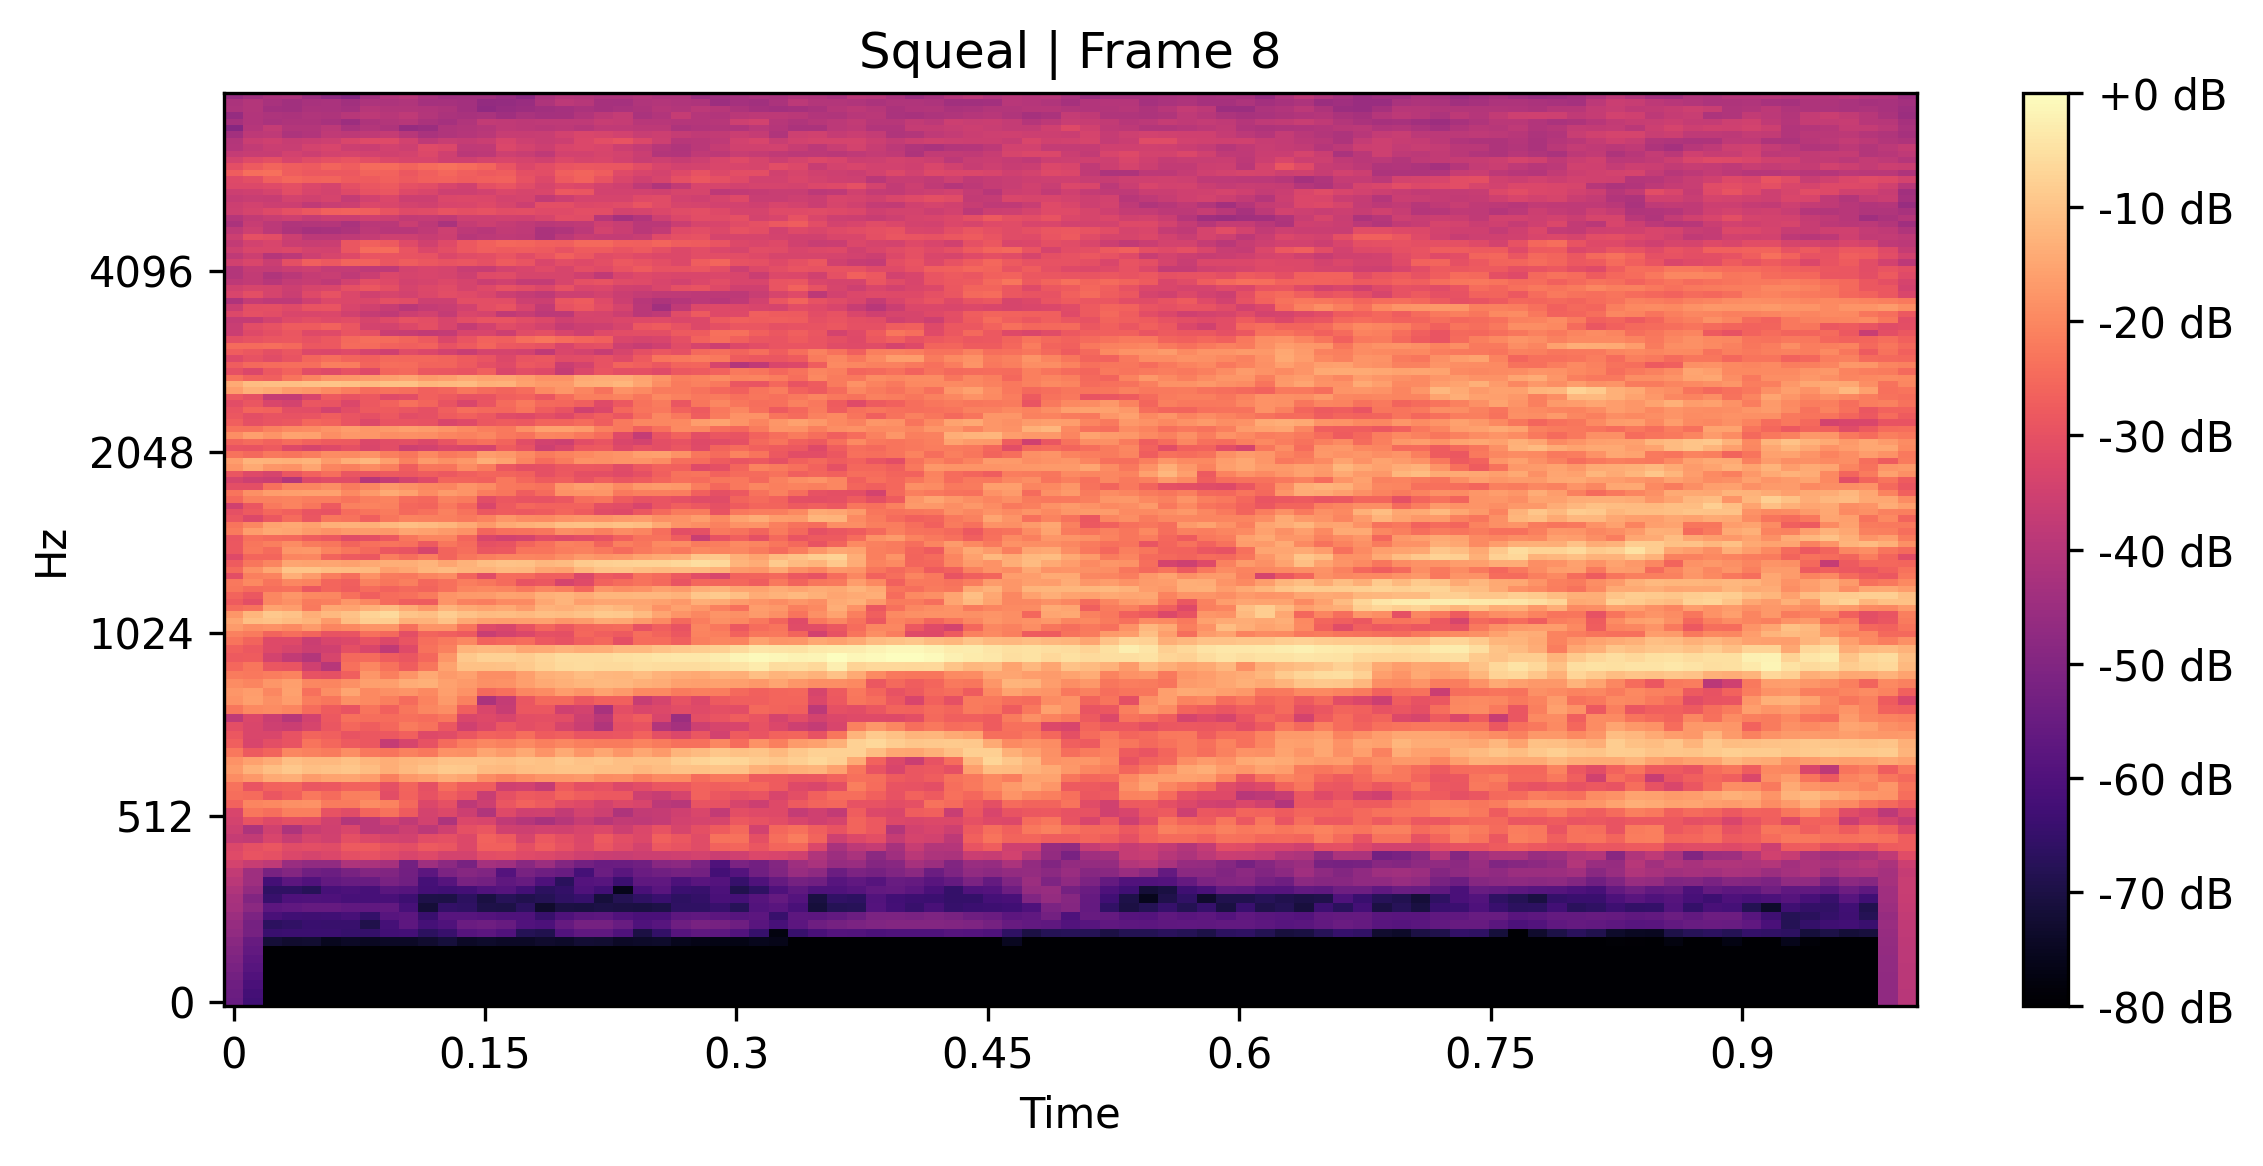 Squeal | Frame 8
Hz
4096
2048
1024
512
0
0 0.15 0.3 0.45 0.6 0.75 0.9
Time
+0 dB
-10 dB
-20 dB
-30 dB
-40 dB
-50 dB
-60 dB
-70 dB
-80 dB